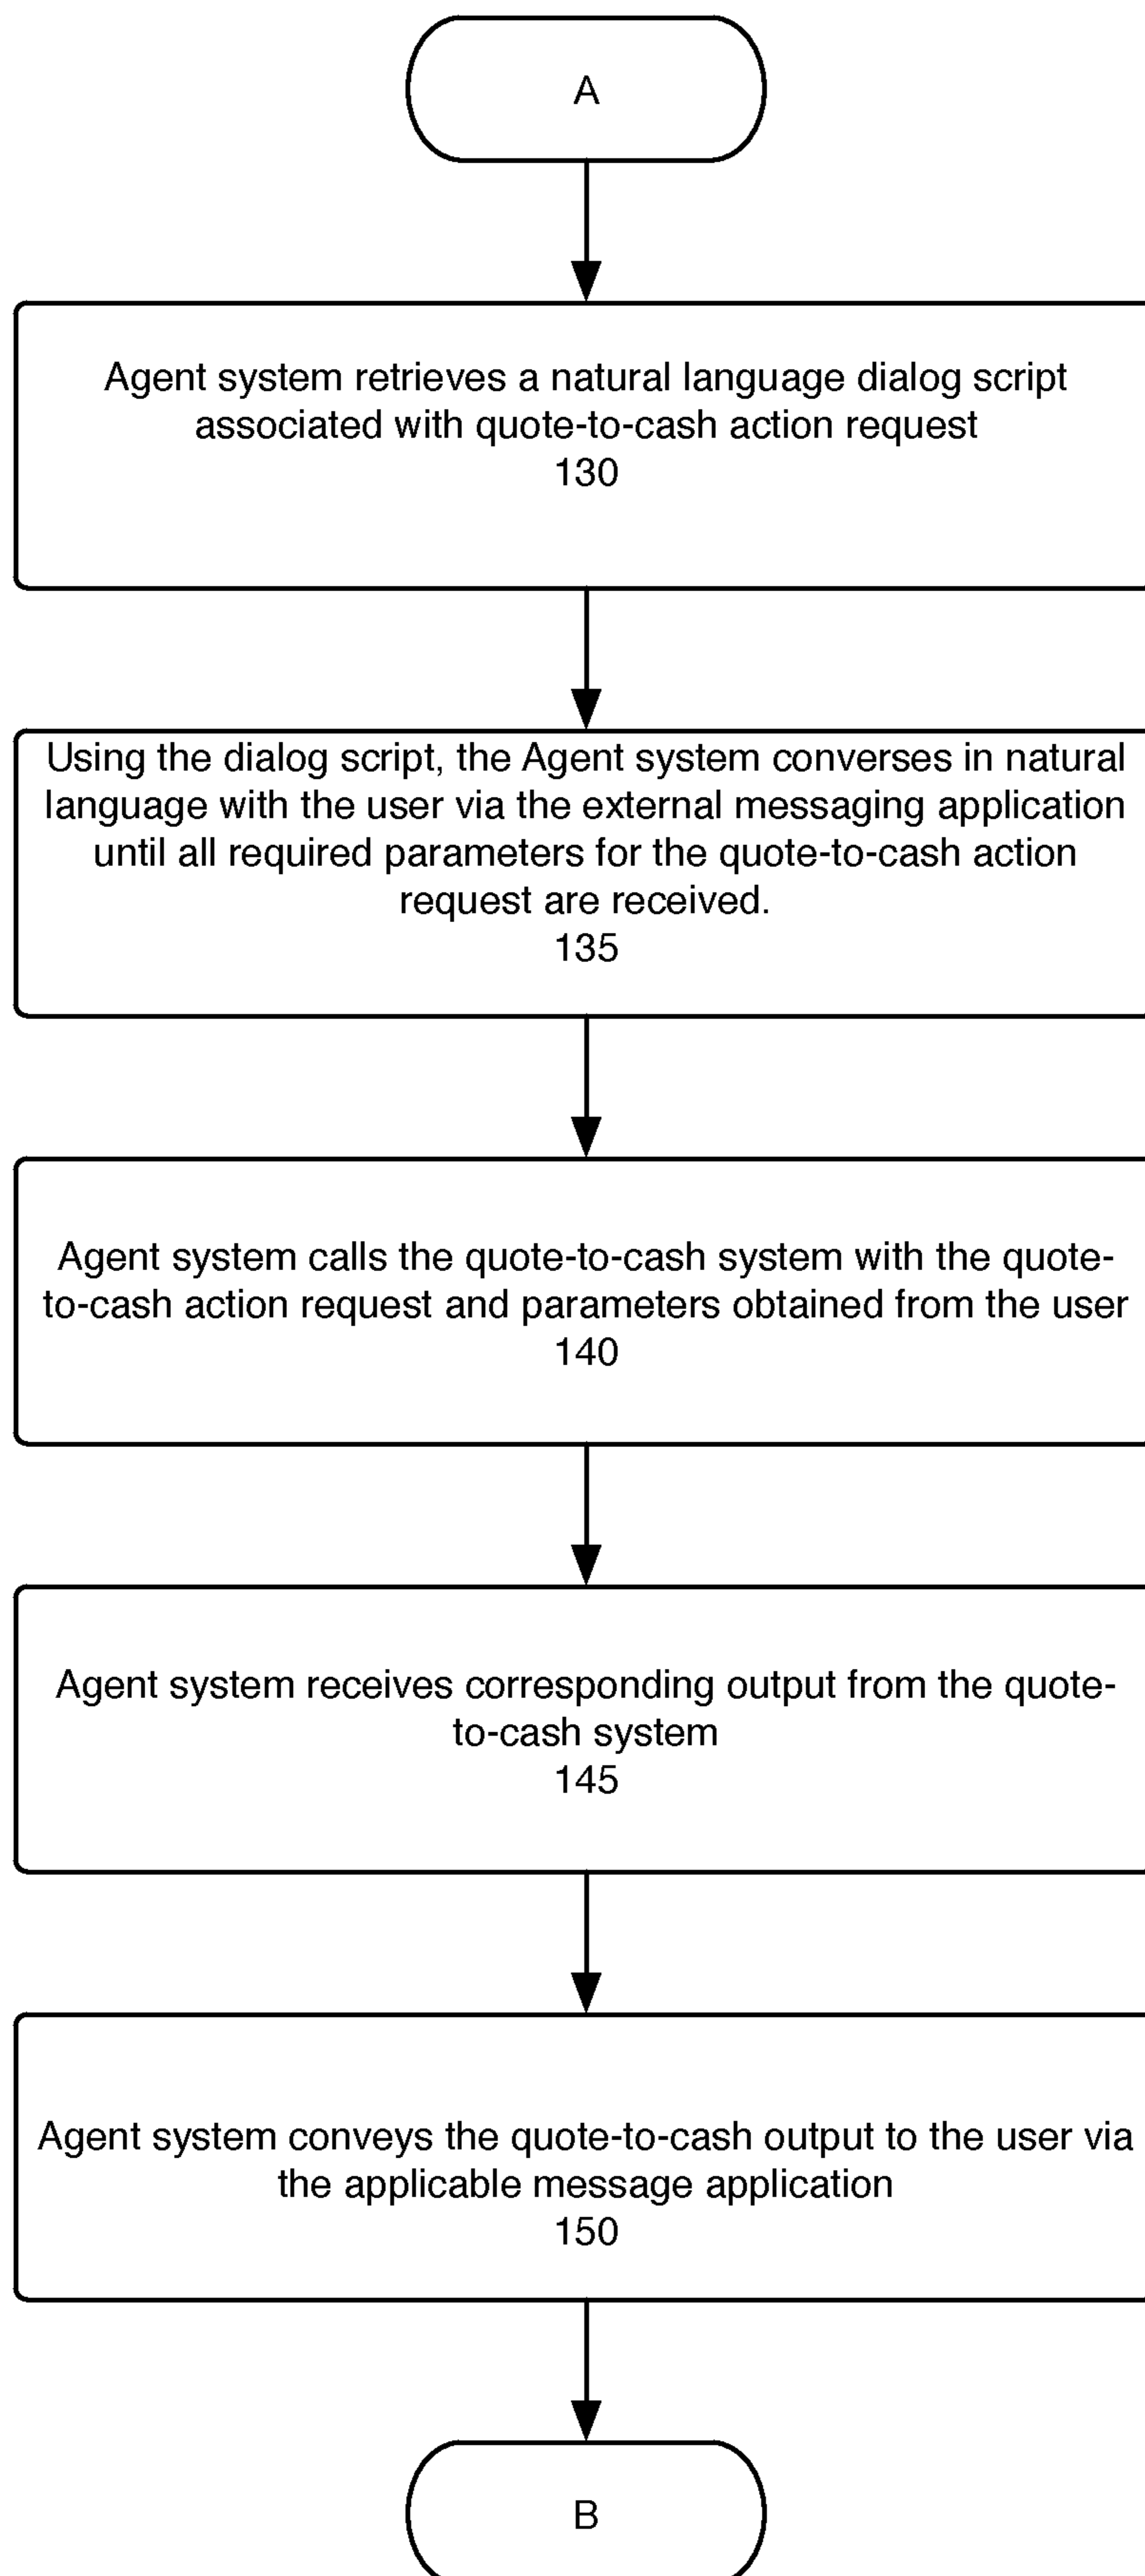 A
Agent system retrieves a natural language dialog script
associated with quote-to-cash action request
130
Using the dialog script, the Agent system converses in natural
language with the user via the external messaging application
until all required parameters for the quote-to-cash action
request are received.
135
Agent system calls the quote-to-cash system with the quote-
to-cash action request and parameters obtained from the user
140
Agent system receives corresponding output from the quote-
to-cash system
145
Agent system conveys the quote-to-cash output to the user via
the applicable message application
150
B